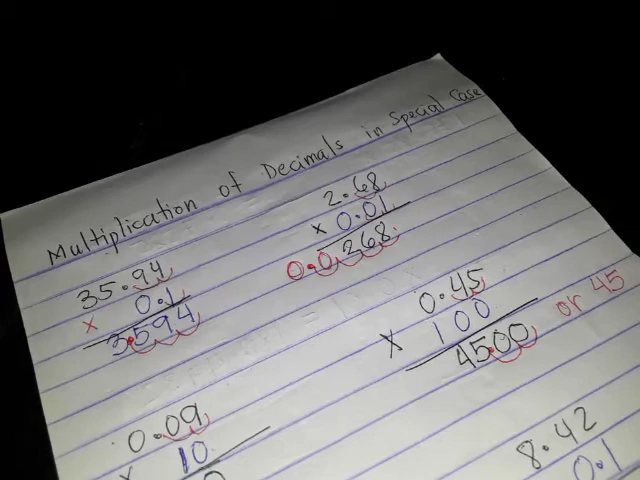 Multiplication of Decimals in Special Case
35.94
x 0.1
3.594
2.68
x 0.01
0.0268
0.45
x 100
45.00 or 45
0.09
x 10
0
8.42
0.1